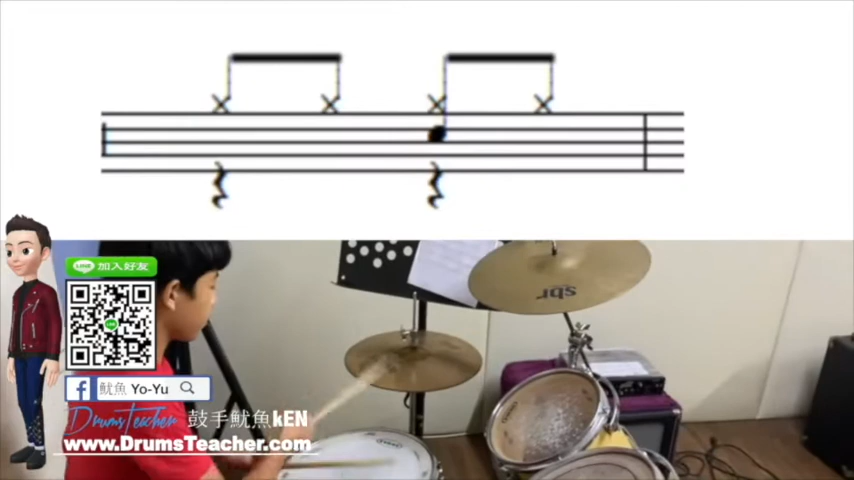 LINE 加入好友
魷魚 Yo-Yu
DrumsTeacher 鼓手魷魚kEN
www.DrumsTeacher.com
sbr